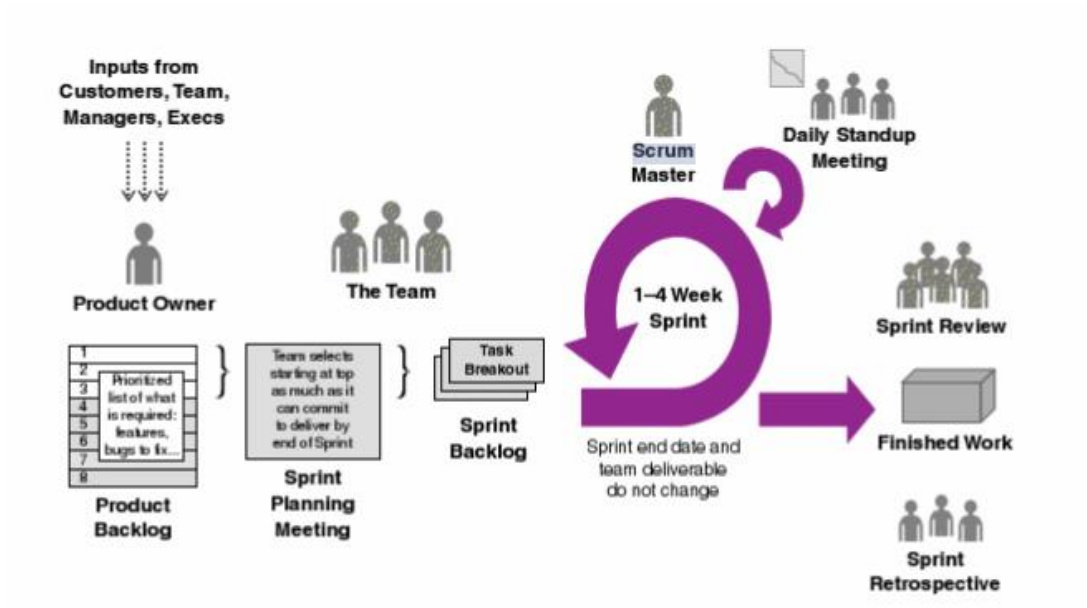 Inputs from
Customers, Team,
Managers, Execs
Product Owner
The Team
Scrum
Master
Daily Standup
Meeting
1
2
3
4
5
6
7
8
Prioritized
list of what
is required:
features,
bugs to fix...
Product
Backlog
Team selects
starting at top
as much as it
can commit
to deliver by
end of Sprint
Sprint
Planning
Meeting
Task
Breakout
Sprint
Backlog
1–4 Week
Sprint
Sprint end date and
team deliverable
do not change
Sprint Review
Finished Work
Sprint
Retrospective